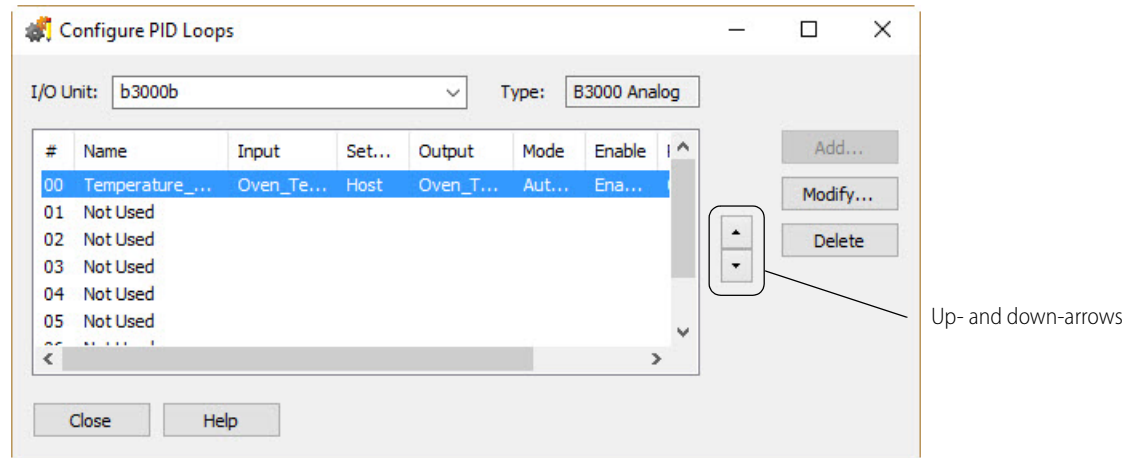 Configure PID Loops
I/O Unit: b3000b Type: B3000 Analog
# Name Input Set... Output Mode Enable
00 Temperature_... Oven_Te... Host Oven_T... Aut... Ena...
01 Not Used
02 Not Used
03 Not Used
04 Not Used
05 Not Used
Add...
Modify...
Delete
Up- and down-arrows
Close Help